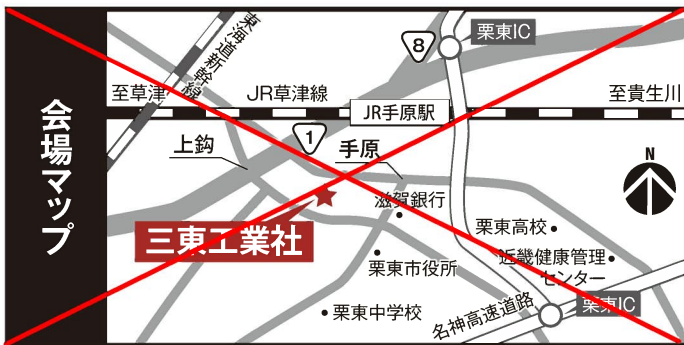 会場マップ
東海道新幹線
8
栗東IC
至草津
JR草津線
JR手原駅
至貴生川
上鈎
1
手原
N
滋賀銀行
三東工業社
栗東高校
栗東市役所
近畿健康管理
センター
栗東中学校
名神高速道路
栗東IC